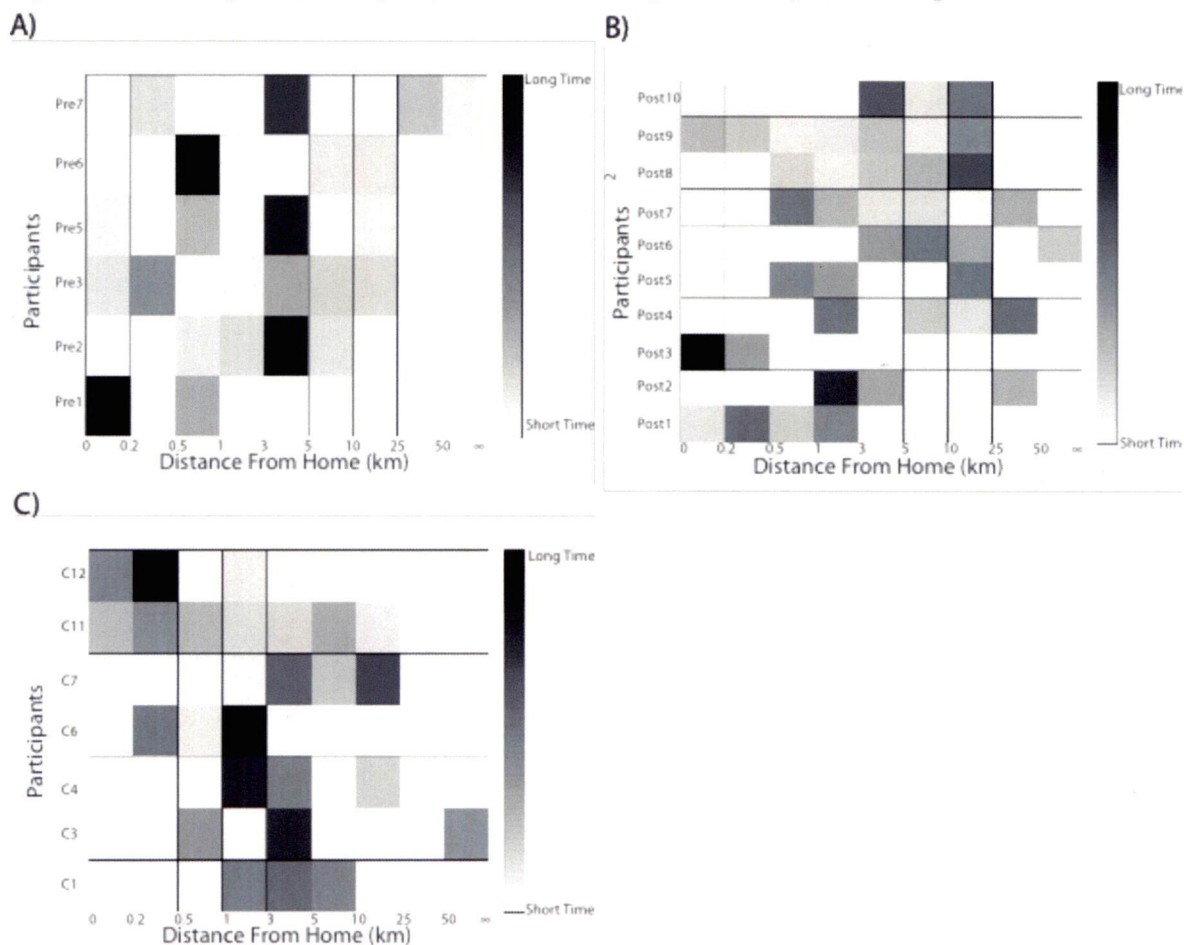 A)
Long Time
Pre7
Pre6
Pre5
Pre3
Pre2
Pre1
Participants
Short Time
0 0.2 0.5 1 3 5 10 25 50 ∞
Distance From Home (km)
B)
Long Time
Post10
Post9
Post8
2
Post7
Post6
Post5
Post4
Post3
Post2
Post1
Participants
Short Time
0 0.2 0.5 1 3 5 10 25 50 ∞
Distance From Home (km)
C)
Long Time
C12
C11
C7
C6
C4
C3
C1
Participants
Short Time
0 0.2 0.5 1 3 5 10 25 50 ∞
Distance From Home (km)